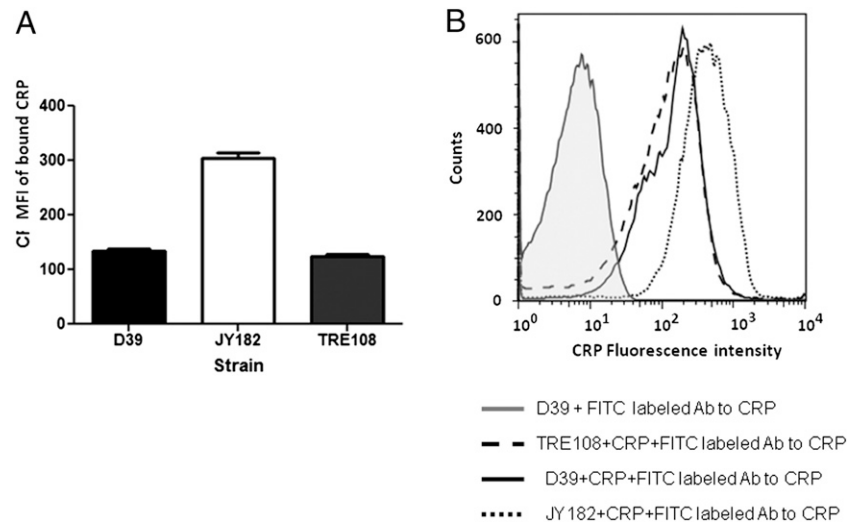 A
CF MFI of bound CRP
400
300
200
100
0
D39 JY182 TRE108
Strain
B
Counts
600
400
200
0
10^0 10^1 10^2 10^3 10^4
CRP Fluorescence intensity
D39 + FITC labeled Ab to CRP
TRE108+CRP+FITC labeled Ab to CRP
D39+CRP+FITC labeled Ab to CRP
JY182+CRP+FITC labeled Ab to CRP